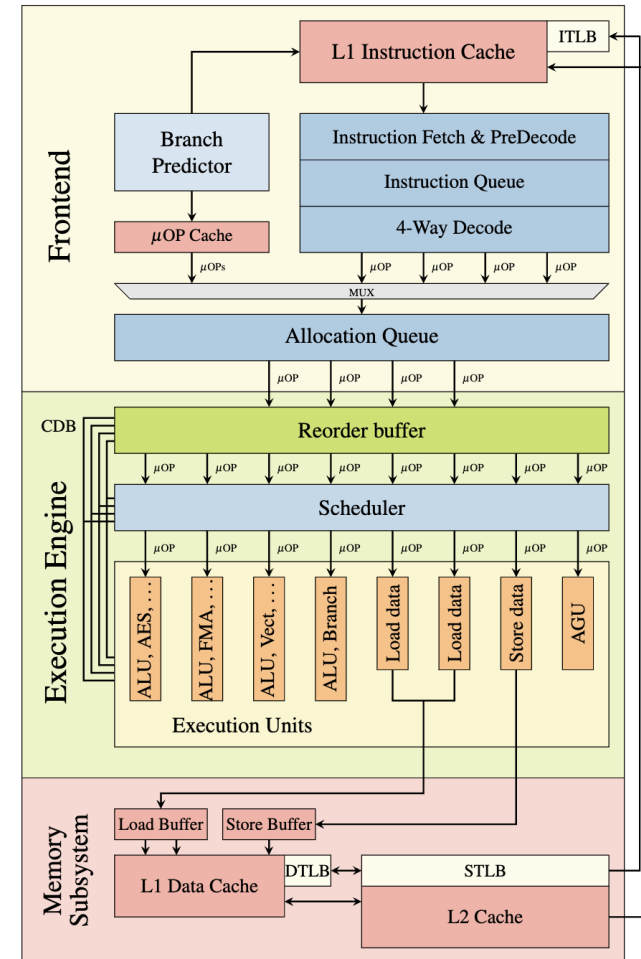 Frontend
L1 Instruction Cache
ITLB
Branch
Predictor
Instruction Fetch & PreDecode
Instruction Queue
4-Way Decode
µOP Cache
µOPs
µOP
µOP
µOP
µOP
MUX
Allocation Queue
µOP
µOP
µOP
µOP
Execution Engine
CDB
Reorder buffer
µOP
µOP
µOP
µOP
µOP
µOP
µOP
µOP
Scheduler
µOP
µOP
µOP
µOP
µOP
µOP
µOP
µOP
ALU, AES, . . .
ALU, FMA, . . .
ALU, Vect, . . .
ALU, Branch
Load data
Load data
Store data
AGU
Execution Units
Memory
Subsystem
Load Buffer
Store Buffer
L1 Data Cache
DTLB
STLB
L2 Cache